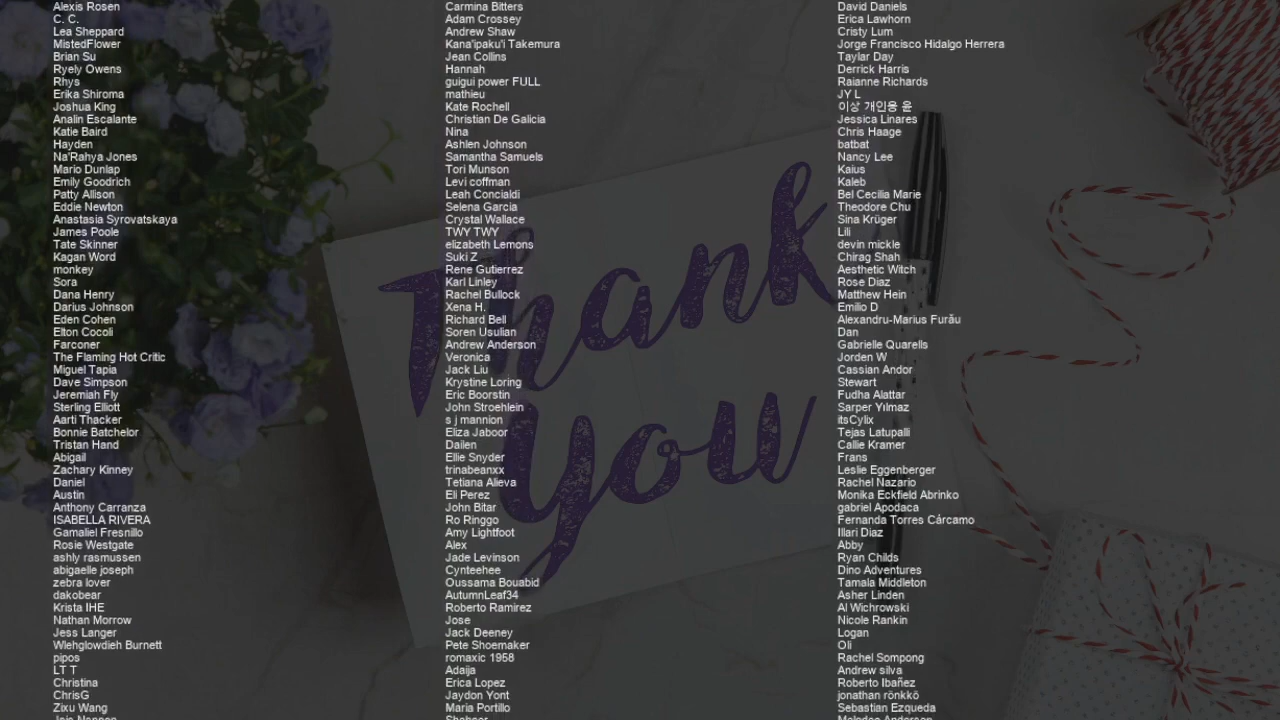 Alexis Rosen
C. C.
Lea Sheppard
MistedFlower
Brian Su
Ryely Owens
Rhys
Erika Shiroma
Joshua King
Analin Escalante
Katie Baird
Hayden
Na'Rahya Jones
Mario Dunlap
Emily Goodrich
Patty Allison
Eddie Newton
Anastasia Syrovatskaya
James Poole
Tate Skinner
Kagan Word
monkey
Sora
Dana Henry
Darius Johnson
Eden Cohen
Elton Cocoli
Farconer
The Flaming Hot Critic
Miguel Tapia
Dave Simpson
Jeremiah Fly
Sterling Elliott
Aarti Thacker
Bonnie Batchelor
Tristan Hand
Abigail
Zachary Kinney
Daniel
Austin
Anthony Carranza
ISABELLA RIVERA
Gamaliel Fresnillo
Rosie Westgate
ashly rasmussen
abigaelle joseph
zebra lover
dakobear
Krista IHE
Nathan Morrow
Jess Langer
Wlehglowdieh Burnett
pipos
LT T
Christina
ChrisG
Zixu Wang
Carmina Bitters
Adam Crossey
Andrew Shaw
Kana'ipaku'i Takemura
Jean Collins
Hannah
guigui power FULL
mathieu
Kate Rochell
Christian De Galicia
Nina
Ashlen Johnson
Samantha Samuels
Tori Munson
Levi coffman
Leah Concialdi
Selena Garcia
Crystal Wallace
TWY TWY
elizabeth Lemons
Suki Z
Rene Gutierrez
Karl Linley
Rachel Bullock
Xena H.
Richard Bell
Soren Usulian
Andrew Anderson
Veronica
Jack Liu
Krystine Loring
Eric Boorstin
John Stroehlein
s j mannion
Eliza Jaboor
Dailen
Ellie Snyder
trinabeanxx
Tetiana Alieva
Eli Perez
John Bitar
Ro Ringgo
Amy Lightfoot
Alex
Jade Levinson
Cynteehee
Oussama Bouabid
AutumnLeaf34
Roberto Ramirez
Jose
Jack Deeney
Pete Shoemaker
romaxic 1958
Adaija
Erica Lopez
Jaydon Yont
Maria Portillo
David Daniels
Erica Lawhorn
Cristy Lum
Jorge Francisco Hidalgo Herrera
Taylar Day
Derrick Harris
Raianne Richards
JY L
이상 개인용 윤
Jessica Linares
Chris Haage
batbat
Nancy Lee
Kaius
Kaleb
Bel Cecilia Marie
Theodore Chu
Sina Krüger
Lili
devin mickle
Chirag Shah
Aesthetic Witch
Rose Diaz
Matthew Hein
Emilio D
Alexandru-Marius Furău
Dan
Gabrielle Quarells
Jorden W
Cassian Andor
Stewart
Fudha Alattar
Sarper Yılmaz
itsCylix
Tejas Latupalli
Callie Kramer
Frans
Leslie Eggenberger
Rachel Nazario
Monika Eckfield Abrinko
gabriel Apodaca
Fernanda Torres Cárcamo
Illari Diaz
Abby
Ryan Childs
Dino Adventures
Tamala Middleton
Asher Linden
Al Wichrowski
Nicole Rankin
Logan
Oli
Rachel Sompong
Andrew silva
Roberto Ibañez
jonathan rönkkö
Sebastian Ezqueda
Thank
you